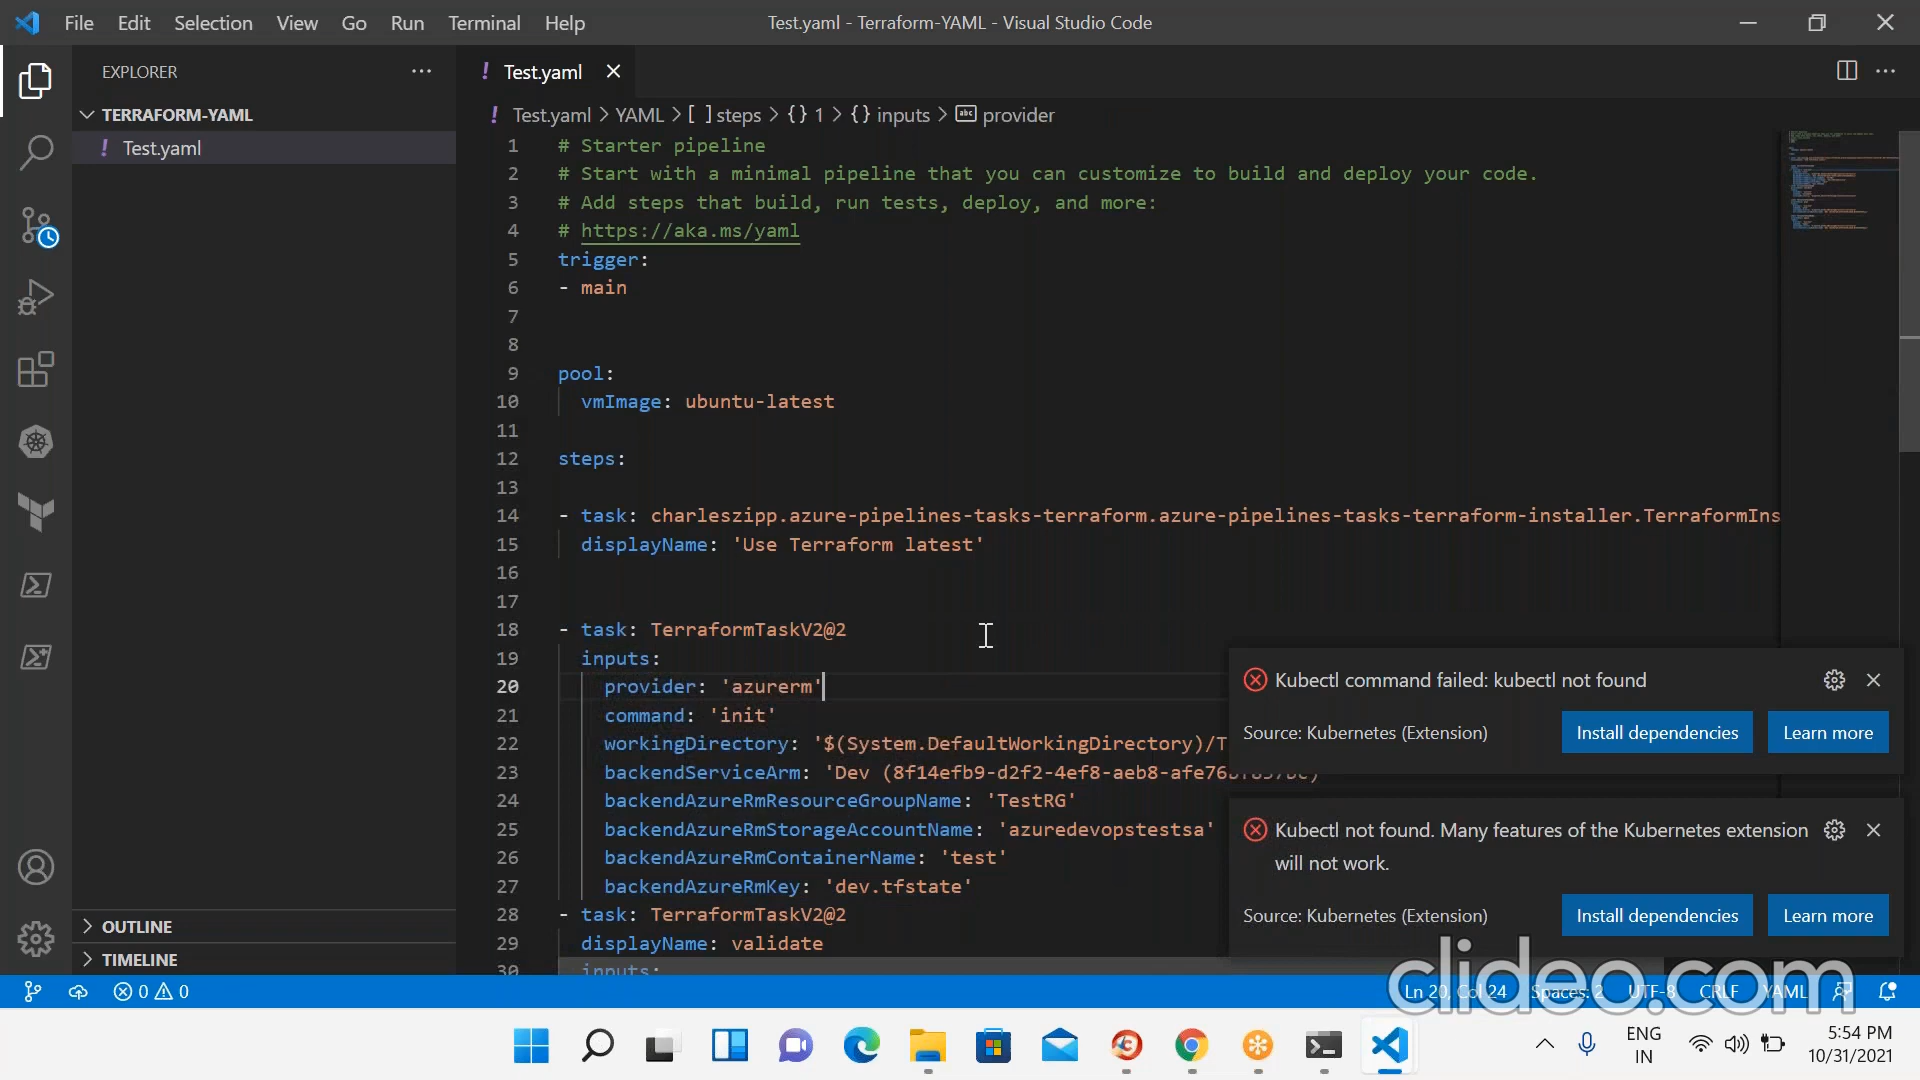 File Edit Selection View Go Run Terminal Help
Test.yaml - Terraform-YAML - Visual Studio Code
EXPLORER
TERRAFORM-YAML
Test.yaml
OUTLINE
TIMELINE
! Test.yaml
! Test.yaml > YAML > [ ] steps > {} 1 > {} inputs > abc provider
1 # Starter pipeline
2 # Start with a minimal pipeline that you can customize to build and deploy your code.
3 # Add steps that build, run tests, deploy, and more:
4 # https://aka.ms/yaml
5 trigger:
6 - main
7
8
9 pool:
10 vmImage: ubuntu-latest
11
12 steps:
13
14 - task: charleszipp.azure-pipelines-tasks-terraform.azure-pipelines-tasks-terraform-installer.TerraformIns
15 displayName: 'Use Terraform latest'
16
17
18 - task: TerraformTaskV2@2
19 inputs:
20 provider: 'azurerm'
21 command: 'init'
22 workingDirectory: '$(System.DefaultWorkingDirectory)/T
23 backendServiceArm: 'Dev (8f14efb9-d2f2-4ef8-aeb8-
24 backendAzureRmResourceGroupName: 'TestRG'
25 backendAzureRmStorageAccountName: 'azuredevopstestsa'
26 backendAzureRmContainerName: 'test'
27 backendAzureRmKey: 'dev.tfstate'
28 - task: TerraformTaskV2@2
29 displayName: validate
30 inputs:
Kubectl command failed: kubectl not found
Source: Kubernetes (Extension)
Install dependencies
Learn more
Kubectl not found. Many features of the Kubernetes extension
will not work.
Source: Kubernetes (Extension)
Install dependencies
Learn more
clideo.com
0 0
Ln 20, Col 24 Spaces: 2 UTF-8 CRLF YAML
ENG
IN
5:54 PM
10/31/2021